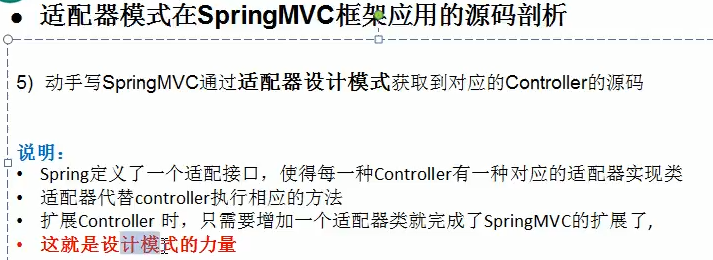 ● 适配器模式在SpringMVC框架应用的源码剖析
5) 动手写SpringMVC通过适配器设计模式获取到对应的Controller的源码
说明：
• Spring定义了一个适配接口，使得每一种Controller有一种对应的适配器实现类
• 适配器代替controller执行相应的方法
• 扩展Controller 时，只需要增加一个适配器类就完成了SpringMVC的扩展了,
• 这就是设计模式的力量